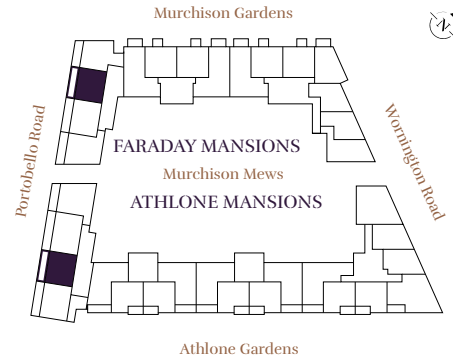 Murchison Gardens
N
Portobello Road
Wornington Road
FARADAY MANSIONS
Murchison Mews
ATHLONE MANSIONS
Athlone Gardens